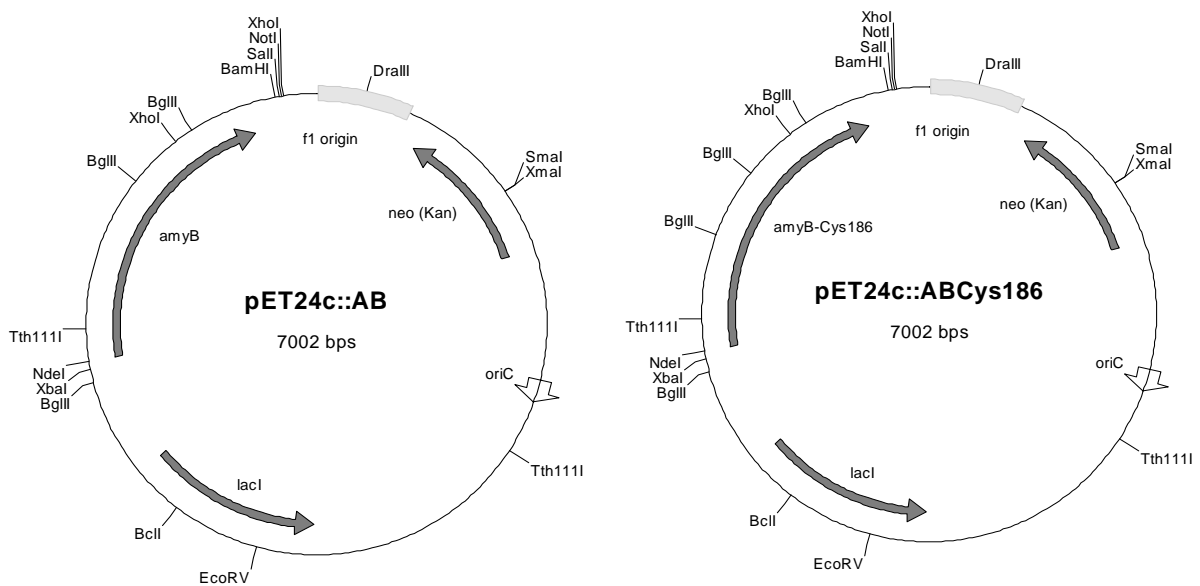 XhoI
NotI
SalI
BamHI
DraIII
BglII
XhoI
BglII
f1 origin
SmaI
XmaI
neo (Kan)
amyB
pET24c::AB
7002 bps
Tth111I
NdeI
XbaI
BglII
oriC
Tth111I
lacI
BclI
EcoRV
XhoI
NotI
SalI
BamHI
DraIII
BglII
XhoI
BglII
f1 origin
SmaI
XmaI
neo (Kan)
BglII
amyB-Cys186
pET24c::ABCys186
7002 bps
Tth111I
NdeI
XbaI
BglII
oriC
Tth111I
lacI
BclI
EcoRV